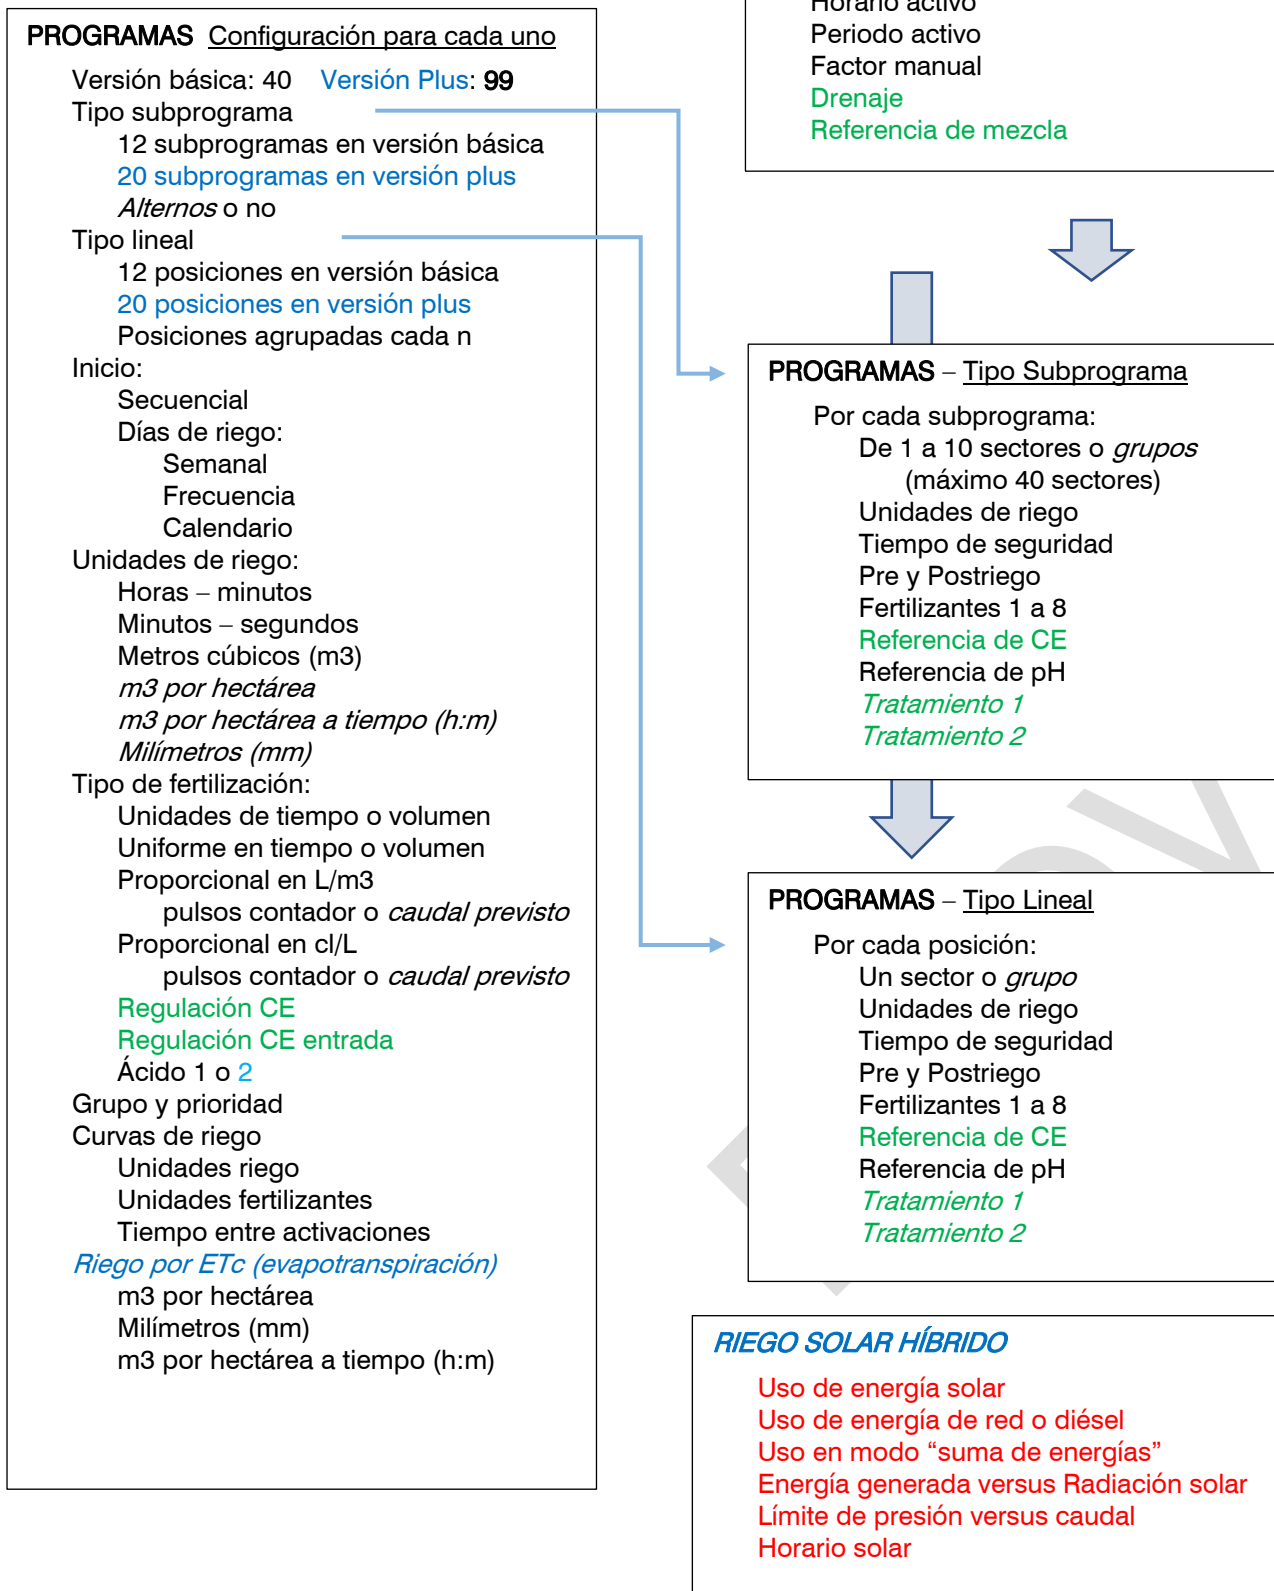 PROGRAMAS Configuración para cada uno
Versión básica: 40 Versión Plus: 99
Tipo subprograma
12 subprogramas en versión básica
20 subprogramas en versión plus
Alternos o no
Tipo lineal
12 posiciones en versión básica
20 posiciones en versión plus
Posiciones agrupadas cada n
Inicio:
Secuencial
Días de riego:
Semanal
Frecuencia
Calendario
Unidades de riego:
Horas – minutos
Minutos – segundos
Metros cúbicos (m3)
m3 por hectárea
m3 por hectárea a tiempo (h:m)
Milímetros (mm)
Tipo de fertilización:
Unidades de tiempo o volumen
Uniforme en tiempo o volumen
Proporcional en L/m3
pulsos contador o caudal previsto
Proporcional en cl/L
pulsos contador o caudal previsto
Regulación CE
Regulación CE entrada
Ácido 1 o 2
Grupo y prioridad
Curvas de riego
Unidades riego
Unidades fertilizantes
Tiempo entre activaciones
Riego por ETc (evapotranspiración)
m3 por hectárea
Milímetros (mm)
m3 por hectárea a tiempo (h:m)
Horario activo
Periodo activo
Factor manual
Drenaje
Referencia de mezcla
PROGRAMAS – Tipo Subprograma
Por cada subprograma:
De 1 a 10 sectores o grupos
(máximo 40 sectores)
Unidades de riego
Tiempo de seguridad
Pre y Postriego
Fertilizantes 1 a 8
Referencia de CE
Referencia de pH
Tratamiento 1
Tratamiento 2
PROGRAMAS – Tipo Lineal
Por cada posición:
Un sector o grupo
Unidades de riego
Tiempo de seguridad
Pre y Postriego
Fertilizantes 1 a 8
Referencia de CE
Referencia de pH
Tratamiento 1
Tratamiento 2
RIEGO SOLAR HÍBRIDO
Uso de energía solar
Uso de energía de red o diésel
Uso en modo “suma de energías”
Energía generada versus Radiación solar
Límite de presión versus caudal
Horario solar